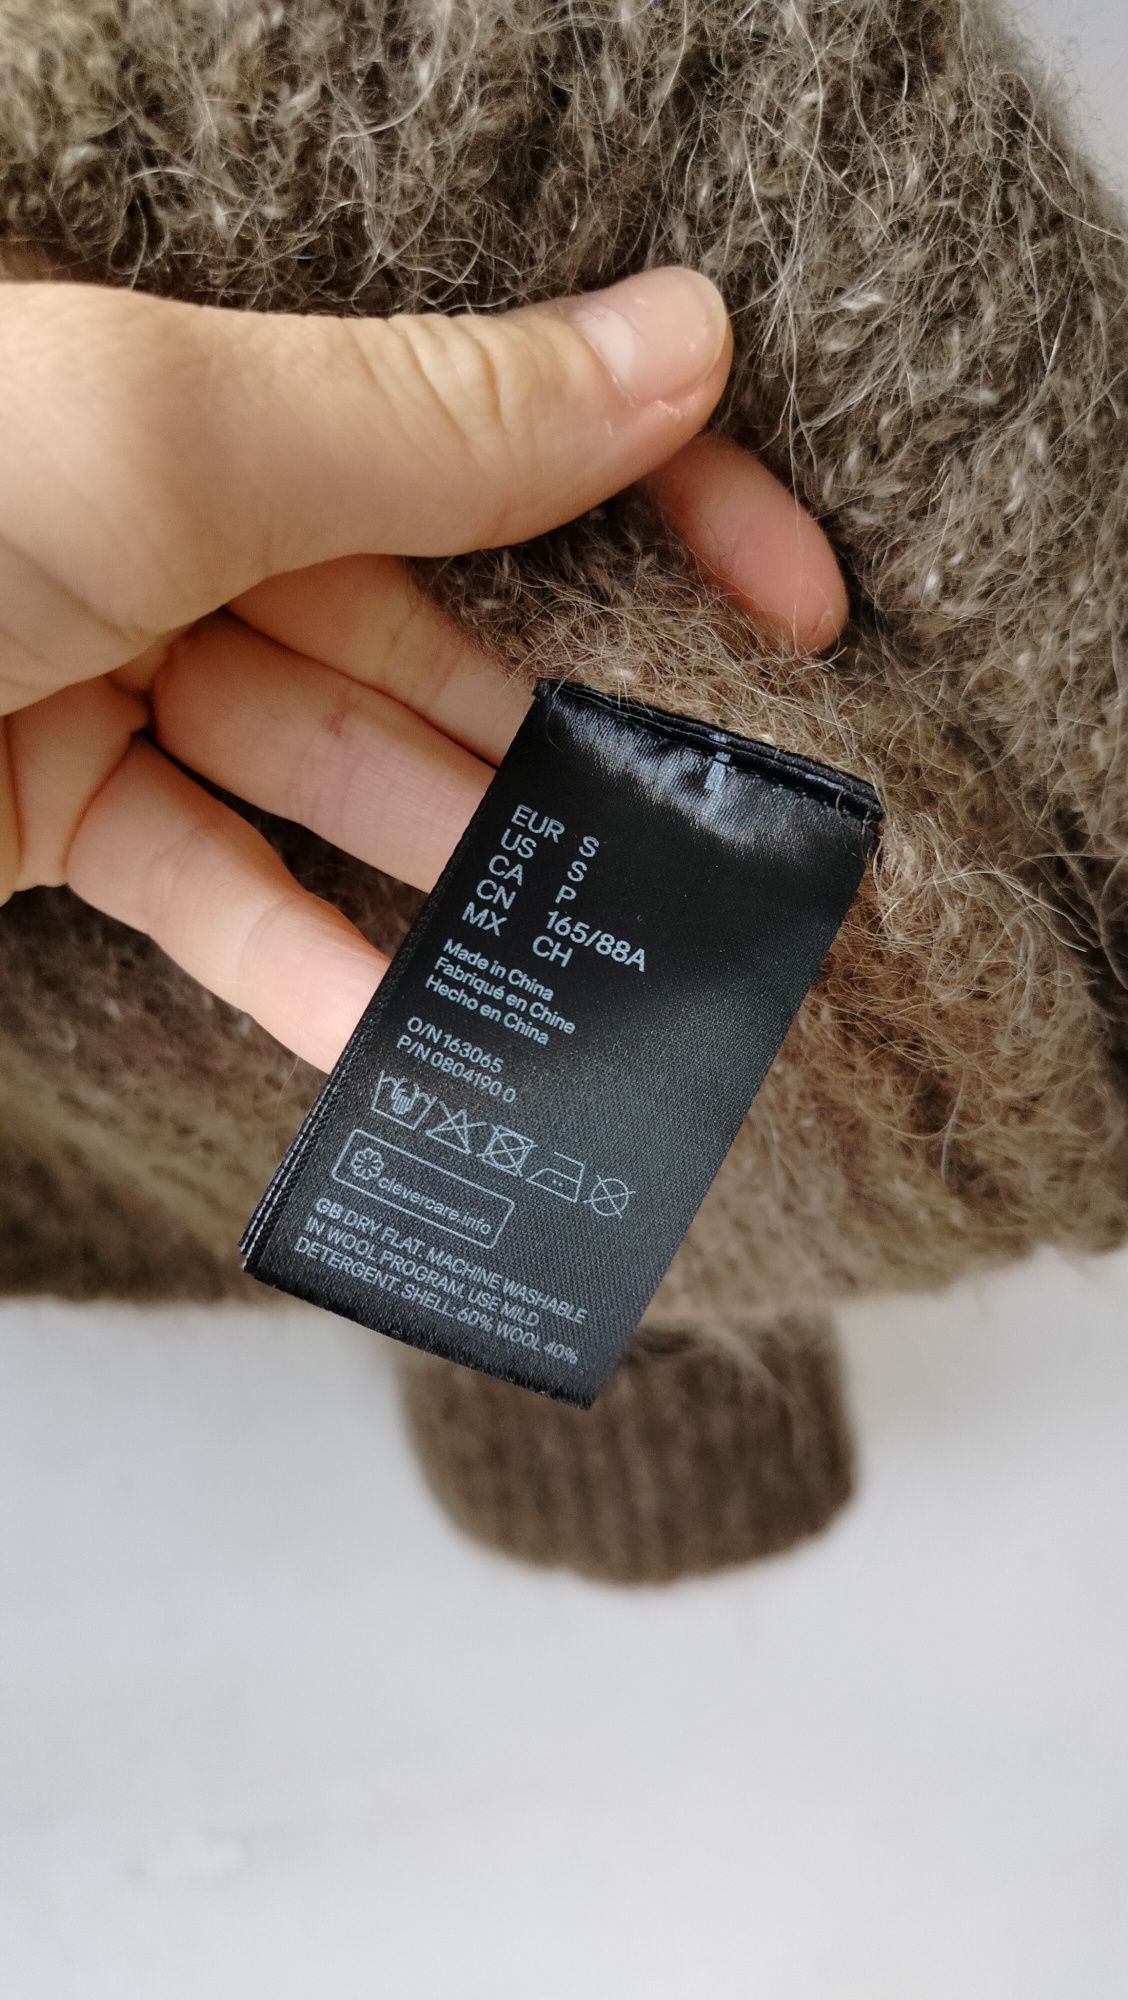 EUR S
US S
CA P
CN 165/88A
MX CH
Made in China
Fabriqué en Chine
Hecho en China
O/N 163065
P/N 0804190 0
clevercare.info
GB DRY FLAT. MACHINE WASHABLE
IN WOOL PROGRAM. USE MILD
DETERGENT. SHELL: 60% WOOL 40%